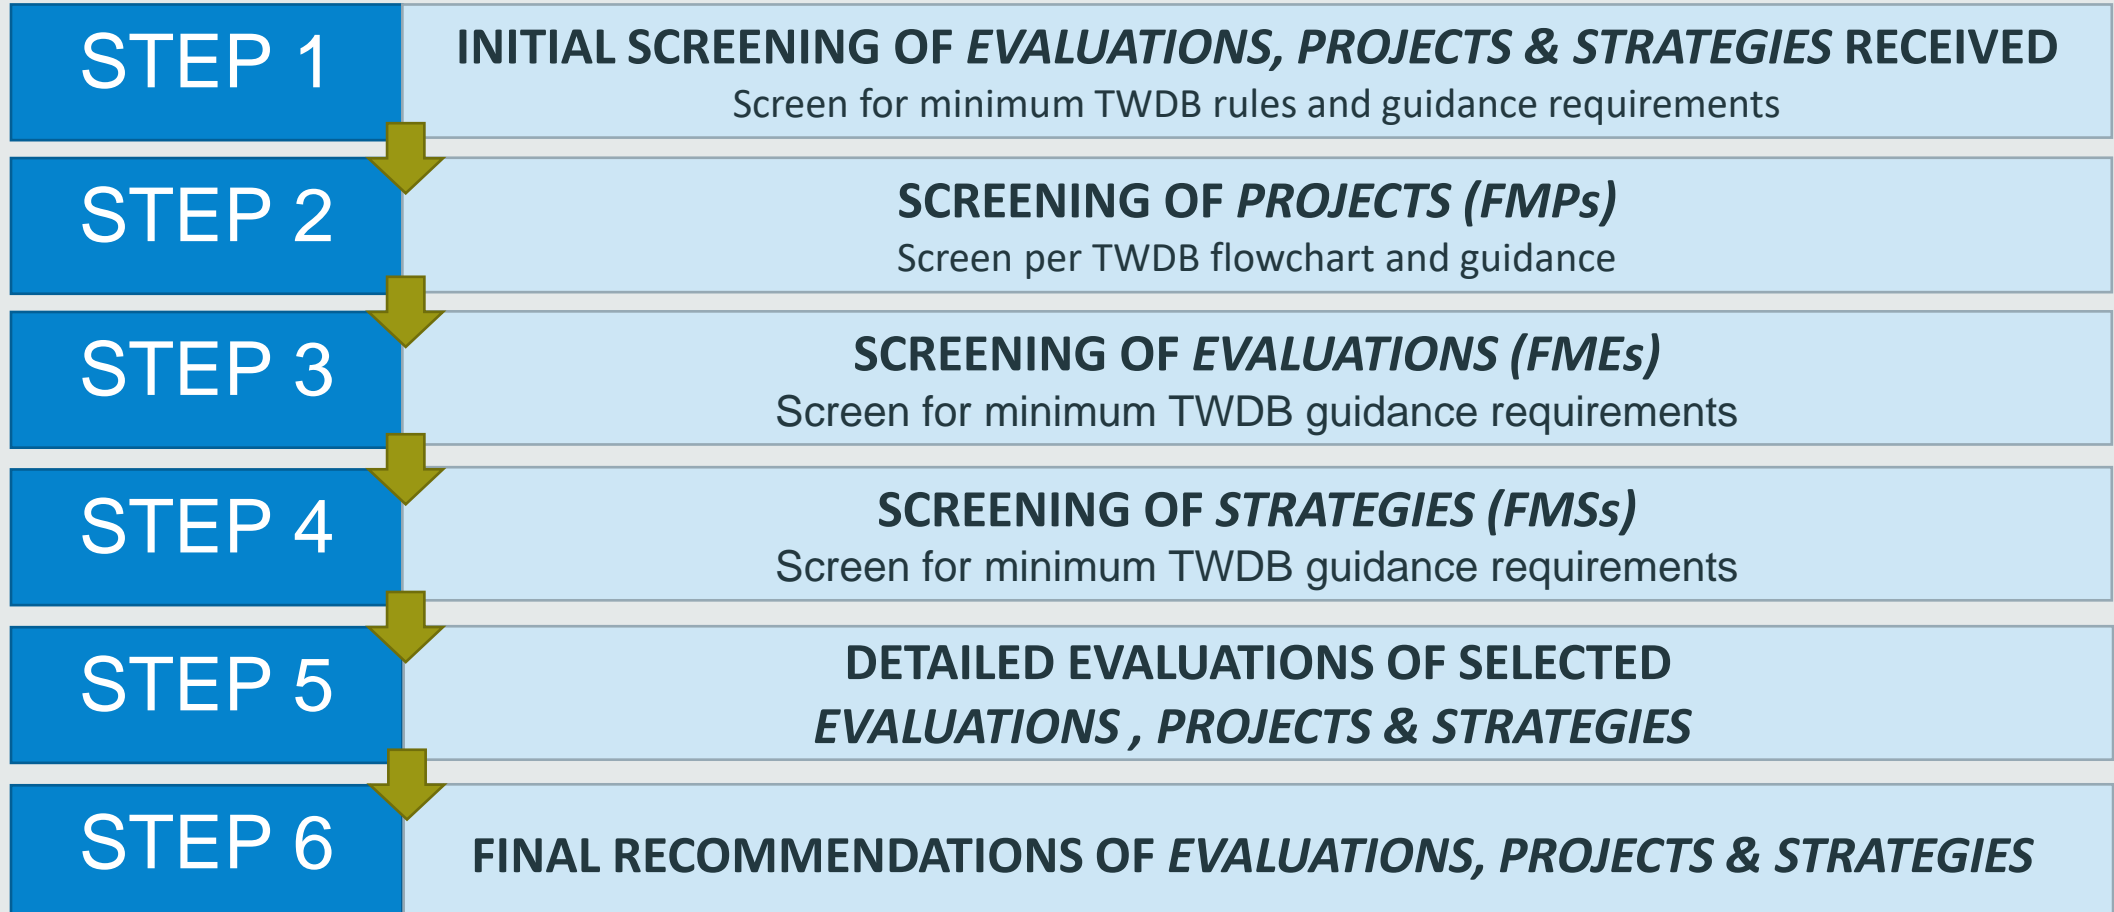 STEP 1
INITIAL SCREENING OF EVALUATIONS, PROJECTS & STRATEGIES RECEIVED
Screen for minimum TWDB rules and guidance requirements
STEP 2
SCREENING OF PROJECTS (FMPs)
Screen per TWDB flowchart and guidance
STEP 3
SCREENING OF EVALUATIONS (FMEs)
Screen for minimum TWDB guidance requirements
STEP 4
SCREENING OF STRATEGIES (FMSs)
Screen for minimum TWDB guidance requirements
STEP 5
DETAILED EVALUATIONS OF SELECTED
EVALUATIONS , PROJECTS & STRATEGIES
STEP 6
FINAL RECOMMENDATIONS OF EVALUATIONS, PROJECTS & STRATEGIES